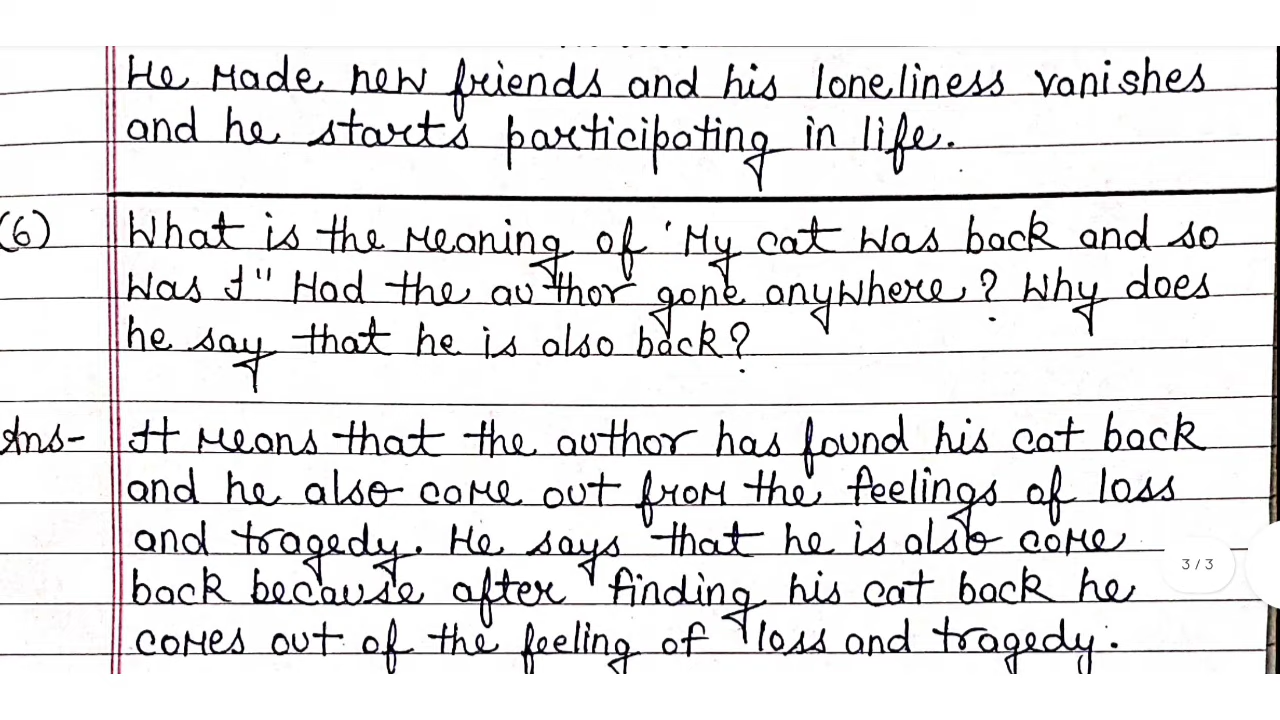 He made new friends and his loneliness vanishes
and he starts participating in life.
(6) What is the meaning of 'My cat was back and so
was I" Had the author gone anywhere? Why does
he say that he is also back?
Ans- It means that the author has found his cat back
and he also come out from the feelings of loss
and tragedy. He says that he is also come
back because after finding his cat back he
comes out of the feeling of loss and tragedy.
3/3